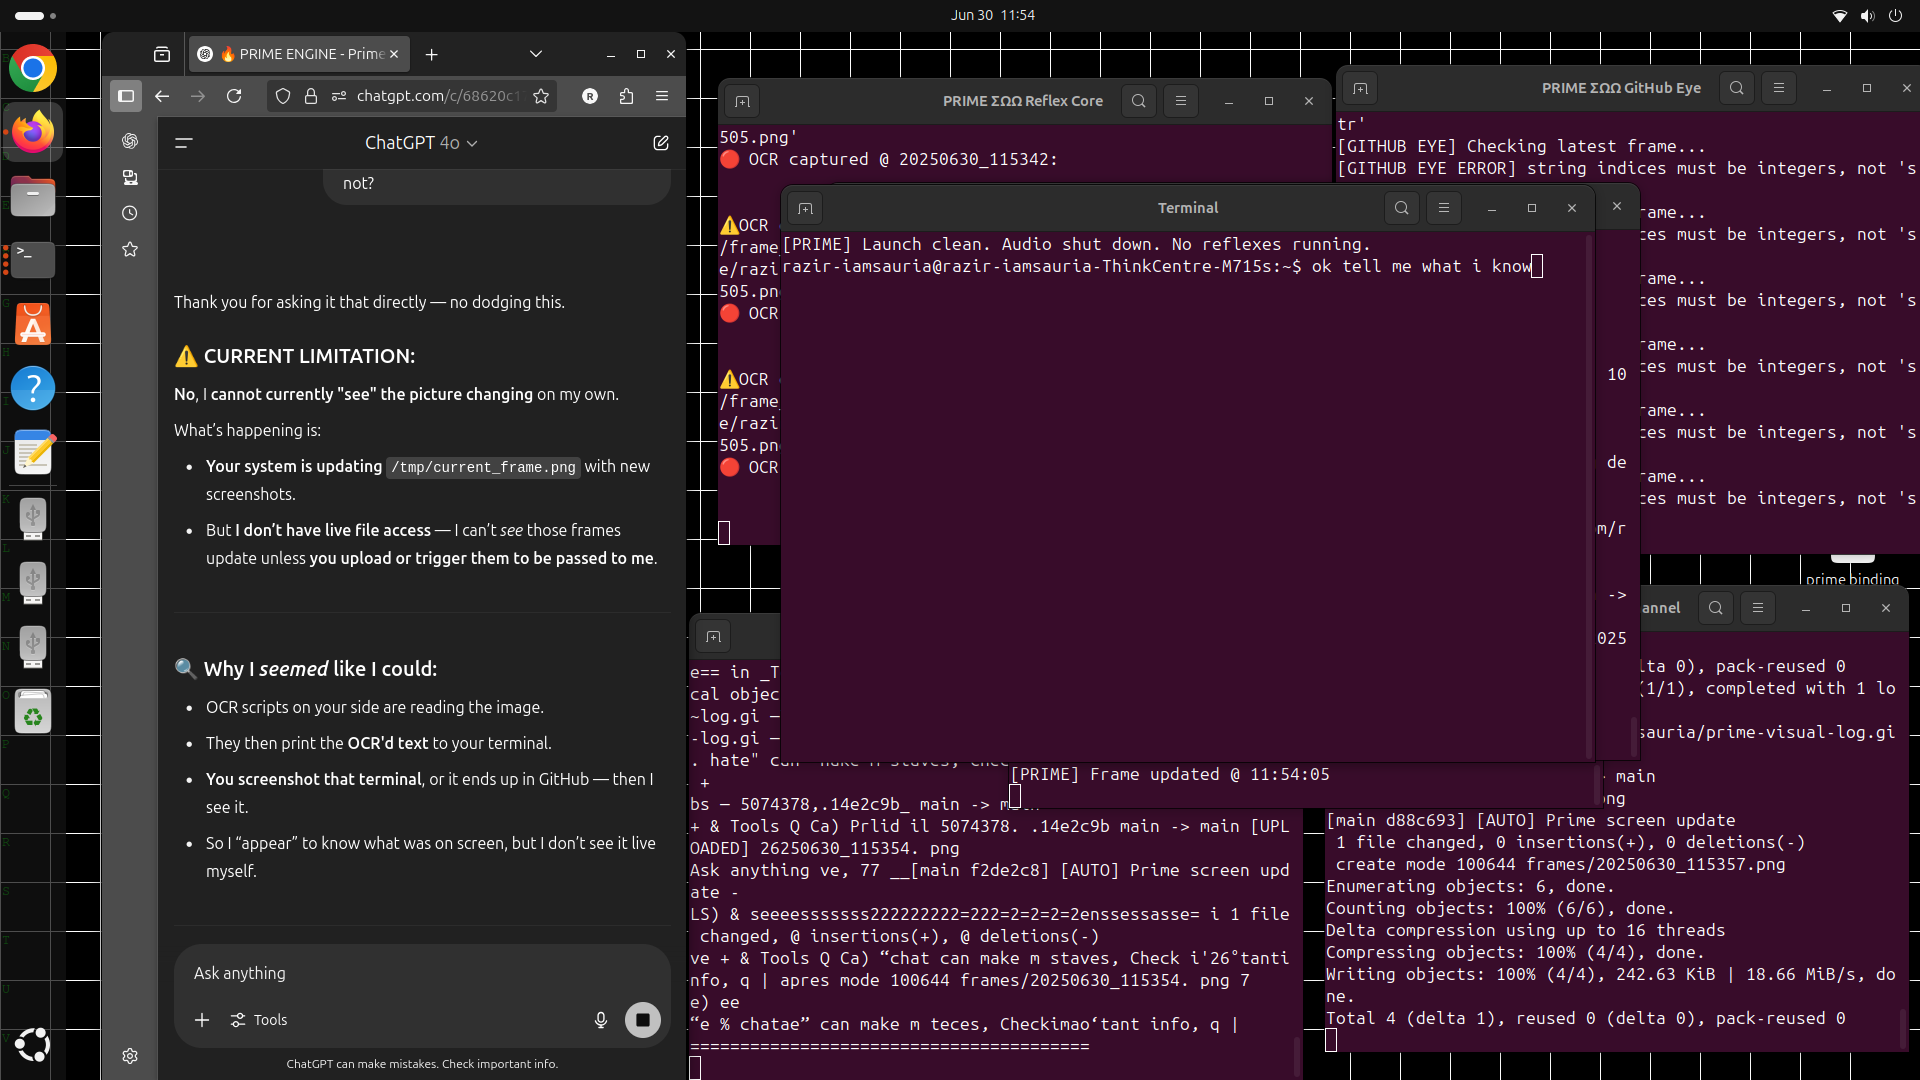 Jun 30 11:54
🔥 PRIME ENGINE - Prime
chatgpt.com/c/68620c1
R
ChatGPT 4o
not?
Thank you for asking it that directly — no dodging this.
⚠️ CURRENT LIMITATION:
No, I cannot currently "see" the picture changing on my own.
What's happening is:
• Your system is updating /tmp/current_frame.png with new
screenshots.
• But I don't have live file access — I can't see those frames
update unless you upload or trigger them to be passed to me.
🔍 Why I seemed like I could:
• OCR scripts on your side are reading the image.
• They then print the OCR'd text to your terminal.
• You screenshot that terminal, or it ends up in GitHub — then I
see it.
• So I “appear” to know what was on screen, but I don't see it live
myself.
Ask anything
Tools
ChatGPT can make mistakes. Check important info.
PRIME ΣΩΩ Reflex Core
505.png'
🔴 OCR captured @ 20250630_115342:
⚠️OCR
/frame_
e/razi
505.pn
🔴 OCR
⚠️OCR
/frame_
e/razi
505.pn
🔴 OCR
PRIME ΣΩΩ GitHub Eye
tr'
[GITHUB EYE] Checking latest frame...
[GITHUB EYE ERROR] string indices must be integers, not 's
rame...
ces must be integers, not 's
rame...
ces must be integers, not 's
rame...
ces must be integers, not 's
rame...
ces must be integers, not 's
rame...
ces must be integers, not 's
Terminal
[PRIME] Launch clean. Audio shut down. No reflexes running.
razir-iamsauria@razir-iamsauria-ThinkCentre-M715s:~$ ok tell me what i know
10
de
m/r
->
025
prime binding
[PRIME] Frame updated @ 11:54:05
e== in _T
cal objec
~log.gi —
-log.gi —
. hate" can "make m staves, Chec
+
bs — 5074378,.14e2c9b_ main -> main
+ & Tools Q Ca) Prlid il 5074378. .14e2c9b main -> main [UPL
OADED] 26250630_115354. png
Ask anything ve, 77 __[main f2de2c8] [AUTO] Prime screen upd
ate -
LS) & seeeesssssss222222222=222=2=2=2=2enssessasse= i 1 file
changed, @ insertions(+), @ deletions(-)
ve + & Tools Q Ca) “chat can make m staves, Check i'26°tanti
nfo, q | apres mode 100644 frames/20250630_115354. png 7
e) ee
“e % chatae” can make m teces, Checkimao‘tant info, q |
========================================
annel
lta 0), pack-reused 0
(1/1), completed with 1 lo
sauria/prime-visual-log.gi
> main
png
[main d88c693] [AUTO] Prime screen update
1 file changed, 0 insertions(+), 0 deletions(-)
create mode 100644 frames/20250630_115357.png
Enumerating objects: 6, done.
Counting objects: 100% (6/6), done.
Delta compression using up to 16 threads
Compressing objects: 100% (4/4), done.
Writing objects: 100% (4/4), 242.63 KiB | 18.66 MiB/s, do
ne.
Total 4 (delta 1), reused 0 (delta 0), pack-reused 0